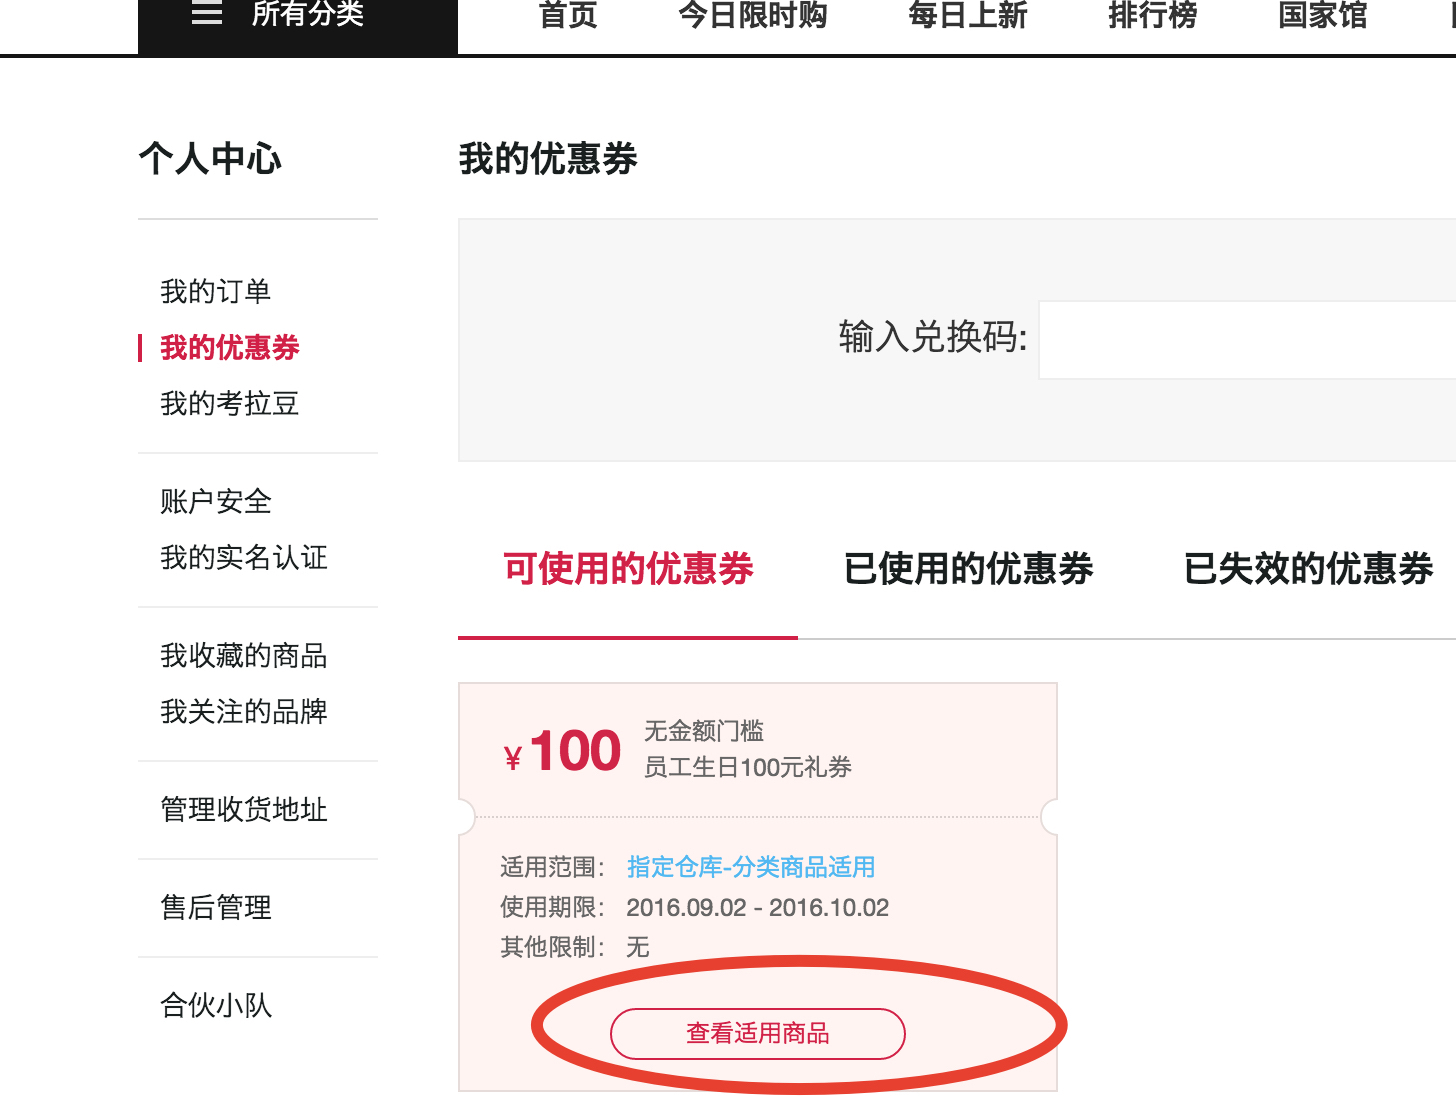 所有分类 首页 今日限时购 每日上新 排行榜 国家馆
个人中心
我的订单
我的优惠券
我的考拉豆
账户安全
我的实名认证
我收藏的商品
我关注的品牌
管理收货地址
售后管理
合伙小队
我的优惠券
输入兑换码:
可使用的优惠券 已使用的优惠券 已失效的优惠券
¥100
无金额门槛
员工生日100元礼券
适用范围： 指定仓库-分类商品适用
使用期限： 2016.09.02 - 2016.10.02
其他限制： 无
查看适用商品